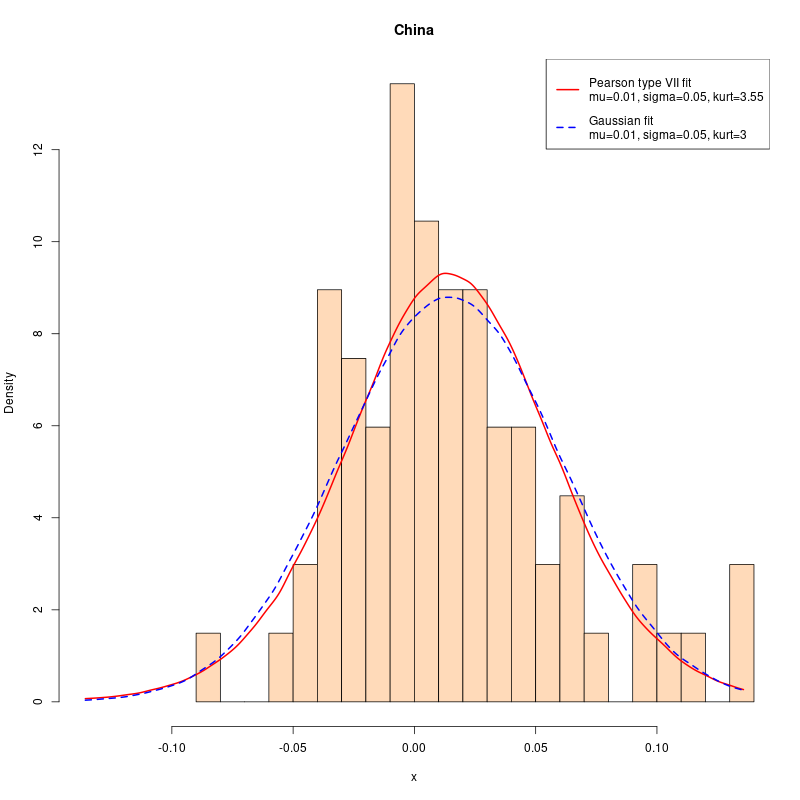 China
Pearson type VII fit
mu=0.01, sigma=0.05, kurt=3.55
Gaussian fit
mu=0.01, sigma=0.05, kurt=3
12
10
8
6
4
2
0
Density
-0.10 -0.05 0.00 0.05 0.10
x